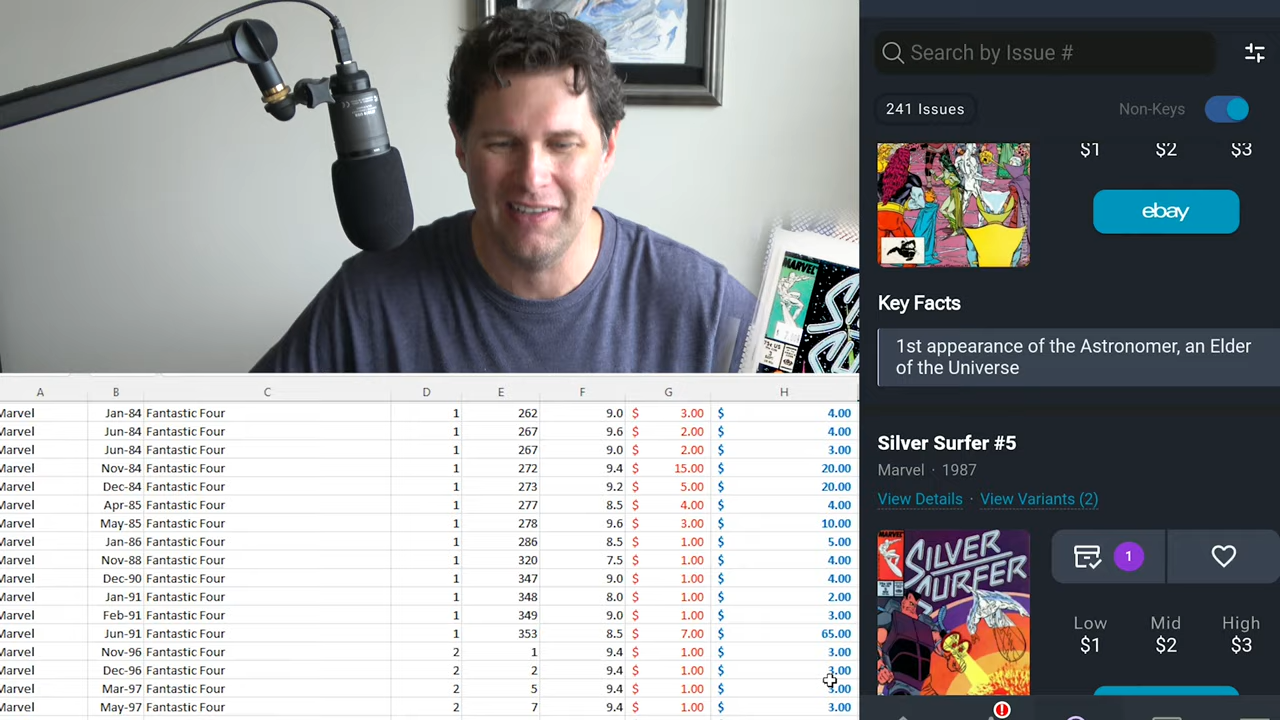 MARVEL
A B C D E F G H
Marvel Jan-84 Fantastic Four 1 262 9.0 $ 3.00 $ 4.00
Marvel Jun-84 Fantastic Four 1 267 9.6 $ 2.00 $ 4.00
Marvel Jun-84 Fantastic Four 1 267 9.0 $ 2.00 $ 3.00
Marvel Nov-84 Fantastic Four 1 272 9.4 $ 15.00 $ 20.00
Marvel Dec-84 Fantastic Four 1 273 9.2 $ 5.00 $ 20.00
Marvel Apr-85 Fantastic Four 1 277 8.5 $ 4.00 $ 4.00
Marvel May-85 Fantastic Four 1 278 9.6 $ 3.00 $ 10.00
Marvel Jan-86 Fantastic Four 1 286 8.5 $ 1.00 $ 5.00
Marvel Nov-88 Fantastic Four 1 320 7.5 $ 1.00 $ 4.00
Marvel Dec-90 Fantastic Four 1 347 9.0 $ 1.00 $ 4.00
Marvel Jan-91 Fantastic Four 1 348 8.0 $ 1.00 $ 2.00
Marvel Feb-91 Fantastic Four 1 349 9.0 $ 1.00 $ 3.00
Marvel Jun-91 Fantastic Four 1 353 8.5 $ 7.00 $ 65.00
Marvel Nov-96 Fantastic Four 2 1 9.4 $ 1.00 $ 3.00
Marvel Dec-96 Fantastic Four 2 2 9.4 $ 1.00 $ 3.00
Marvel Mar-97 Fantastic Four 2 5 9.4 $ 1.00 $ 3.00
Marvel May-97 Fantastic Four 2 7 9.4 $ 1.00 $ 3.00
Search by Issue #
241 Issues Non-Keys
$1 $2 $3
ebay
Key Facts
1st appearance of the Astronomer, an Elder
of the Universe
Silver Surfer #5
Marvel · 1987
View Details · View Variants (2)
SILVER
SURFER
1
Low Mid High
$1 $2 $3